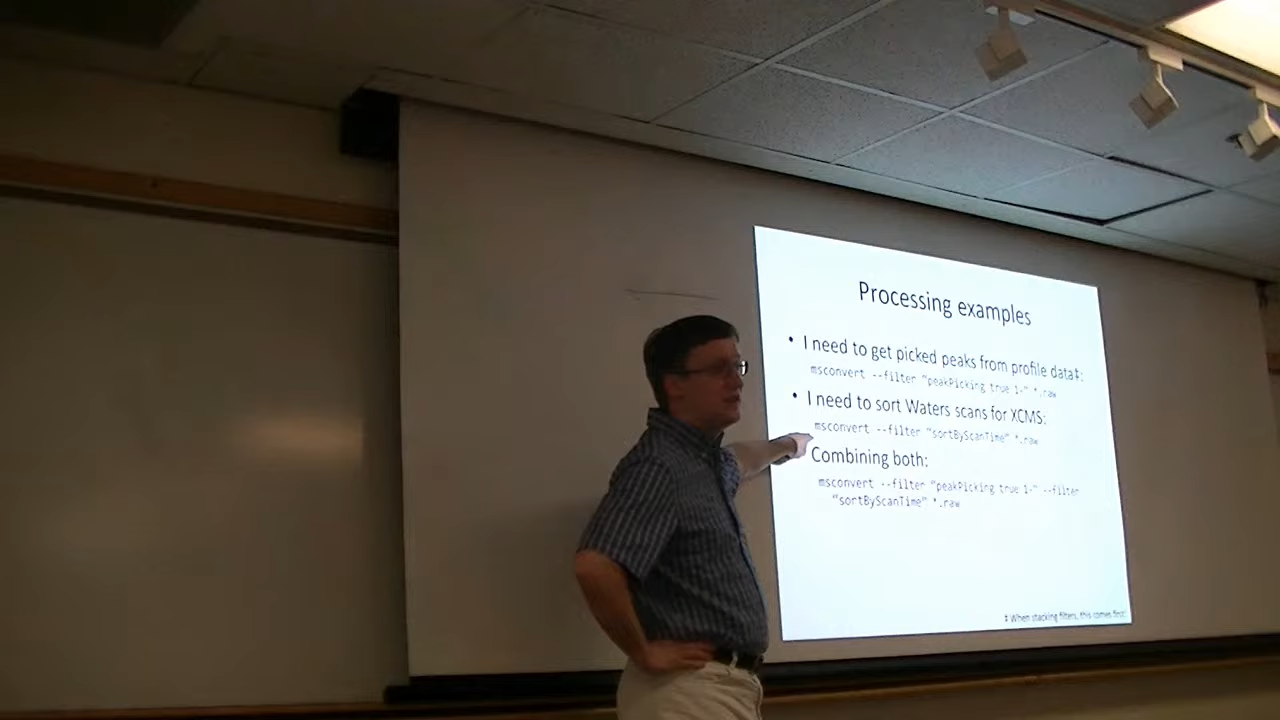 Processing examples
• I need to get picked peaks from profile data‡:
msconvert --filter "peakPicking true 1-" *.raw
• I need to sort Waters scans for XCMS:
msconvert --filter "sortByScanTime" *.raw
Combining both:
msconvert --filter "peakPicking true 1-" --filter
"sortByScanTime" *.raw
‡ When stacking filters, this comes first!